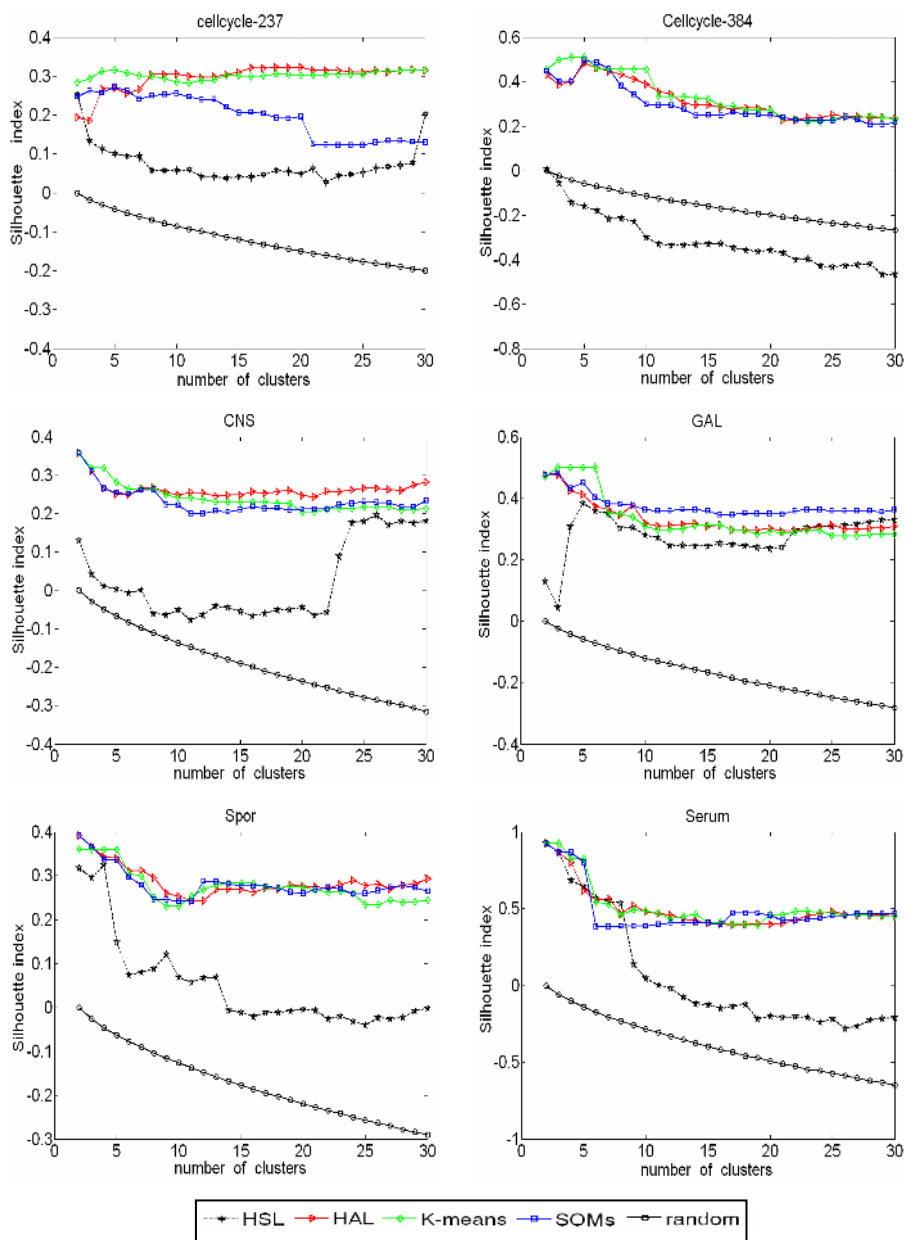 cellcycle-237
Cellcycle-384
0.4
0.3
0.2
0.1
0
-0.1
-0.2
-0.3
-0.4
Silhouette index
0 5 10 15 20 25 30
number of clusters
0.6
0.4
0.2
0
-0.2
-0.4
-0.6
-0.8
Silhouette index
0 5 10 15 20 25 30
number of clusters
CNS
GAL
0.4
0.3
0.2
0.1
0
-0.1
-0.2
-0.3
-0.4
Silhouette index
0 5 10 15 20 25 30
number of clusters
0.6
0.4
0.2
0
-0.2
-0.4
Silhouette index
0 5 10 15 20 25 30
number of clusters
Spor
Serum
0.4
0.3
0.2
0.1
0
-0.1
-0.2
-0.3
Silhouette index
0 5 10 15 20 25 30
number of clusters
1
0.5
0
-0.5
-1
Silhouette index
0 5 10 15 20 25 30
number of clusters
HSL HAL K-means SOMs random